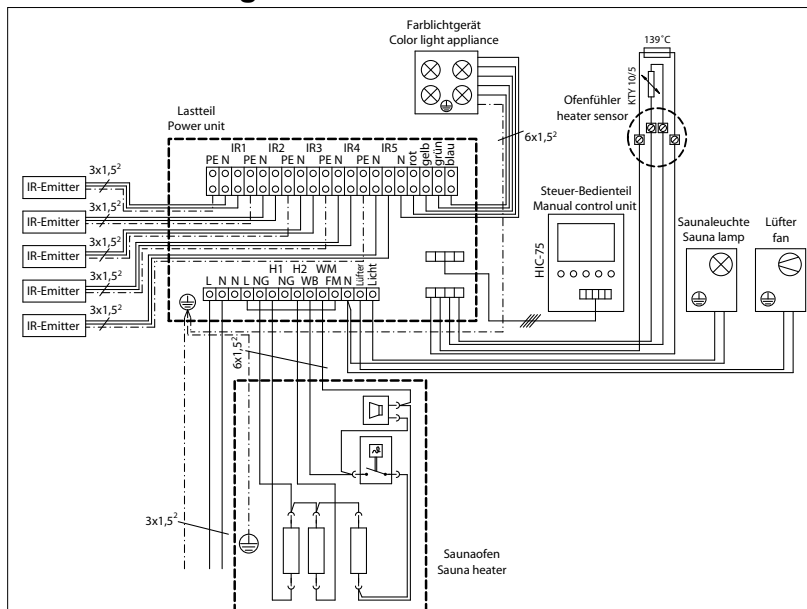 Farblichtgerät
Color light appliance
139˚C
KTY 10/5
Ofenfühler
heater sensor
6x1,5²
Lastteil
Power unit
IR1 IR2 IR3 IR4 IR5
PE N PE N PE N PE N PE N N rot gelb grün blau
3x1,5²
IR-Emitter
3x1,5²
IR-Emitter
3x1,5²
IR-Emitter
3x1,5²
IR-Emitter
3x1,5²
IR-Emitter
Steuer-Bedienteil
Manual control unit
HIC-75
Saunaleuchte
Sauna lamp
Lüfter
fan
H1 H2 WM
L N N L NG NG WB FM N Lüfter Licht
6x1,5²
3x1,5²
Saunaofen
Sauna heater